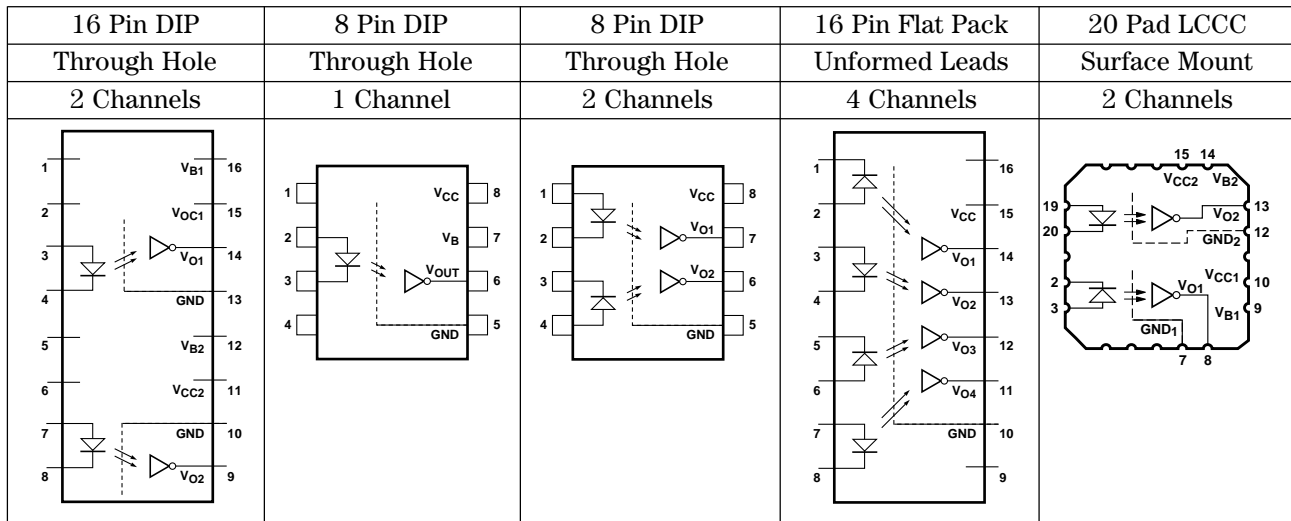 16 Pin DIP 8 Pin DIP 8 Pin DIP 16 Pin Flat Pack 20 Pad LCCC
Through Hole Through Hole Through Hole Unformed Leads Surface Mount
2 Channels 1 Channel 2 Channels 4 Channels 2 Channels
1 VB1 16
2 VOC1 15
3 VO1 14
4 GND 13
5 VB2 12
6 VCC2 11
7 GND 10
8 VO2 9
1 VCC 8
2 VB 7
3 VOUT 6
4 GND 5
1 VCC 8
2 VO1 7
3 VO2 6
4 GND 5
1 16
2 VCC 15
3 VO1 14
4 VO2 13
5 VO3 12
6 VO4 11
7 GND 10
8 9
15 14
VCC2 VB2
19 VO2 13
20 GND2 12
2 VCC1 10
3 VO1 VB1 9
GND1
7 8